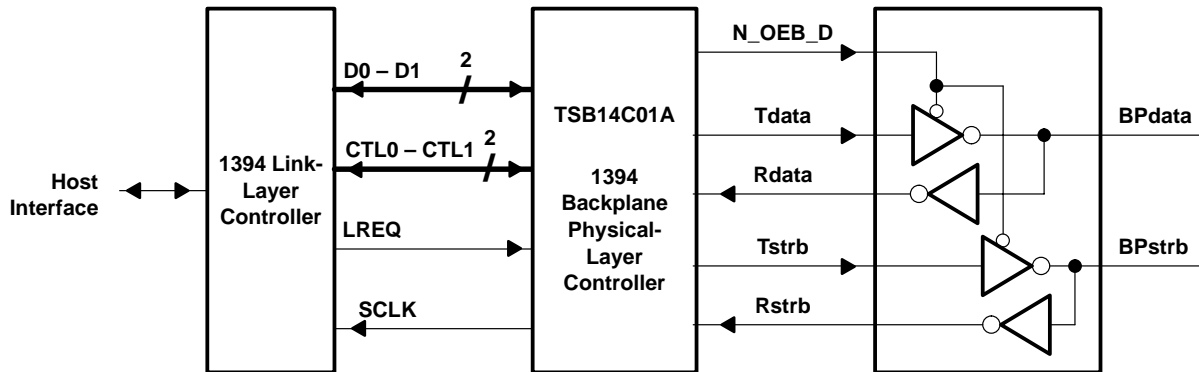 Host
Interface
1394 Link-
Layer
Controller
D0 – D1
2
CTL0 – CTL1
2
LREQ
SCLK
TSB14C01A
1394
Backplane
Physical-
Layer
Controller
N_OEB_D
Tdata
Rdata
Tstrb
Rstrb
BPdata
BPstrb